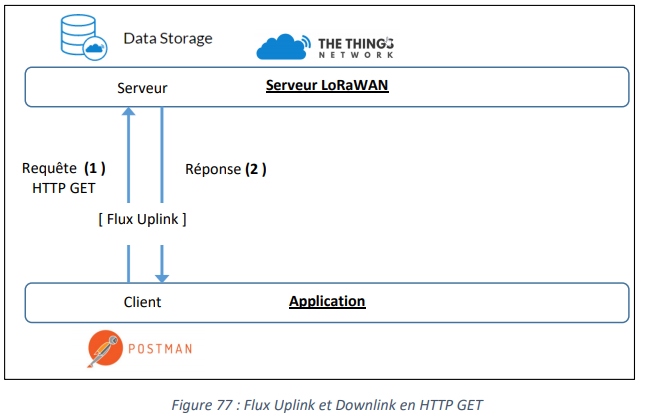 Data Storage
THE THINGS
NETWORK
Serveur
Serveur LoRaWAN
Requête (1 )
HTTP GET
Réponse (2 )
[ Flux Uplink ]
Client
Application
POSTMAN
Figure 77 : Flux Uplink et Downlink en HTTP GET